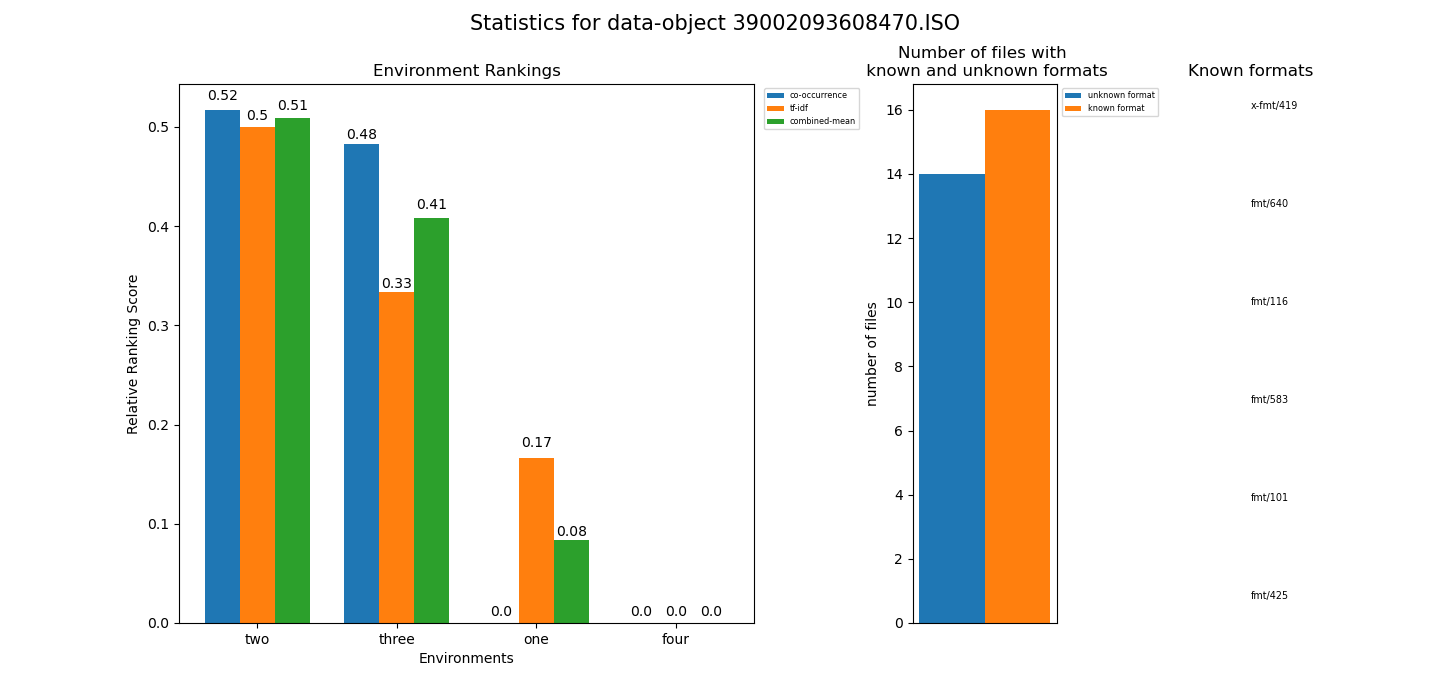 Statistics for data-object 39002093608470.ISO
Environment Rankings
Relative Ranking Score
0.5
0.4
0.3
0.2
0.1
0.0
0.52
0.5
0.51
0.48
0.33
0.41
0.0
0.17
0.08
0.0
0.0
0.0
two
three
one
four
Environments
co-occurrence
tf-idf
combined-mean
Number of files with
known and unknown formats
number of files
16
14
12
10
8
6
4
2
0
unknown format
known format
Known formats
x-fmt/419
fmt/640
fmt/116
fmt/583
fmt/101
fmt/425